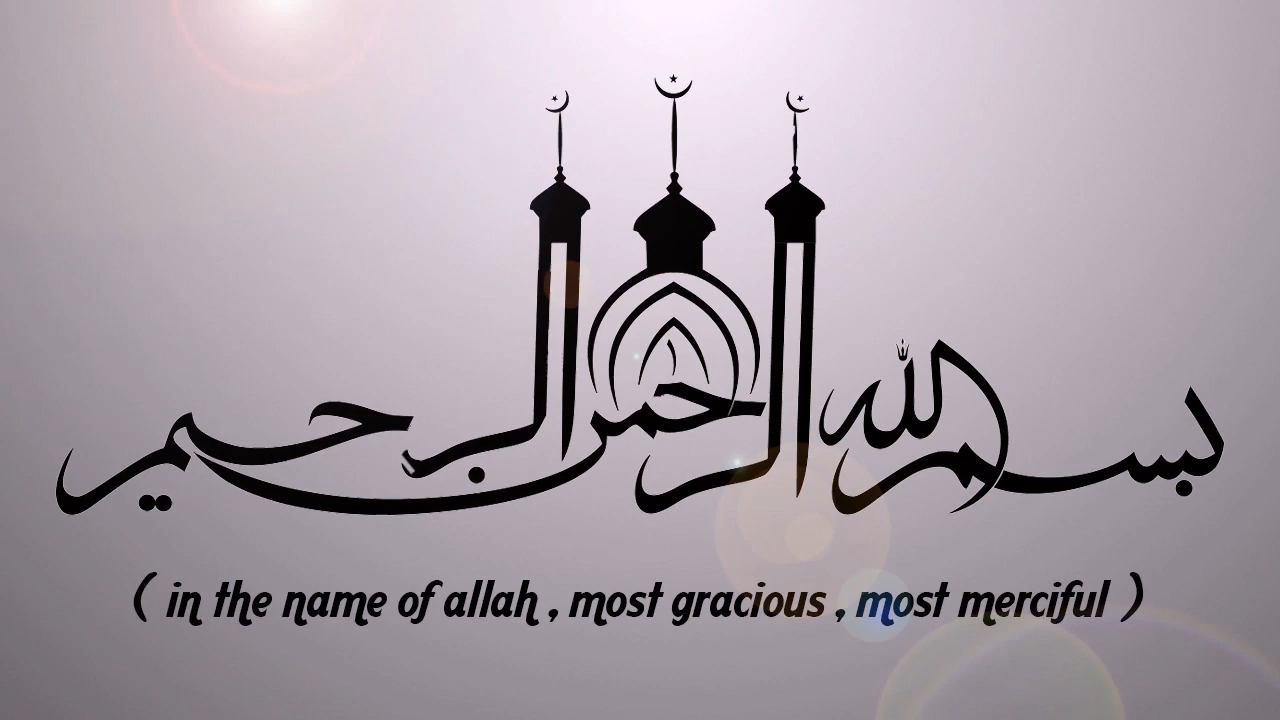 بسم الله الرحمن الرحيم
( in the name of allah , most gracious , most merciful )